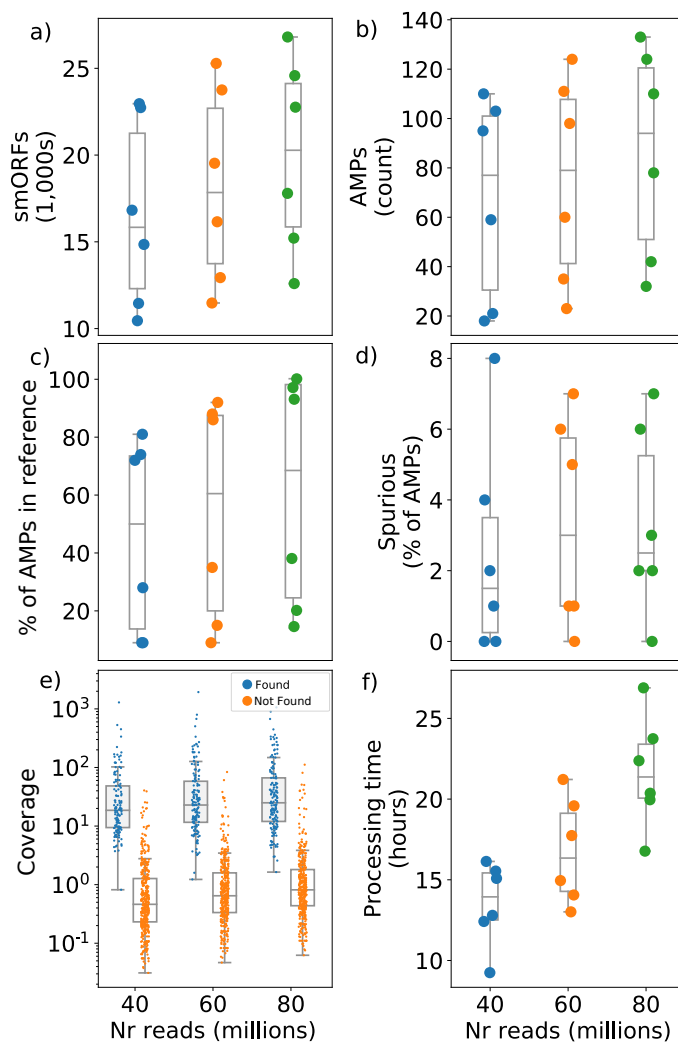 a)
smORFs
(1,000s)
25
20
15
10
b)
AMPs
(count)
140
120
100
80
60
40
20
c)
% of AMPs in reference
100
80
60
40
20
d)
Spurious
(% of AMPs)
8
6
4
2
0
e)
Found
Not Found
Coverage
10³
10²
10¹
10⁰
10⁻¹
40
60
80
Nr reads (millions)
f)
Processing time
(hours)
25
20
15
10
40
60
80
Nr reads (millions)